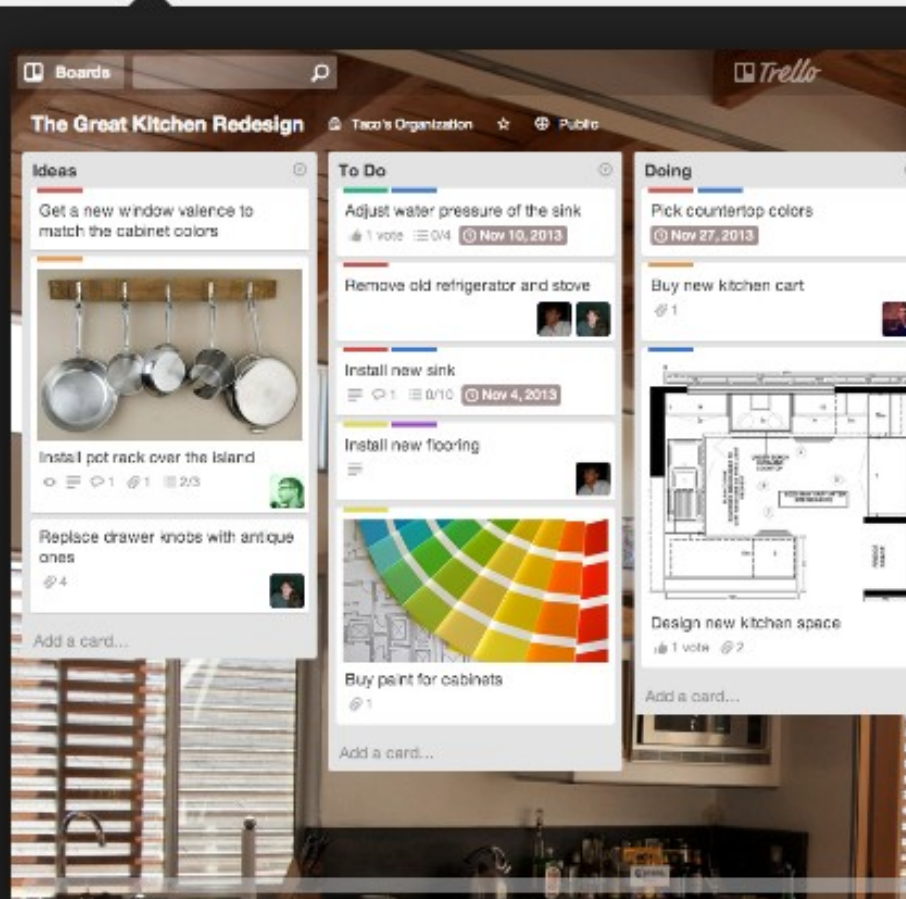 Boards
Trello
The Great Kitchen Redesign
Taco's Organization
Public
Ideas
Get a new window valence to
match the cabinet colors
Install pot rack over the island
1
1
2/3
Replace drawer knobs with antique
ones
4
Add a card...
To Do
Adjust water pressure of the sink
1 vote
0/4
Nov 10, 2013
Remove old refrigerator and stove
Install new sink
1
0/10
Nov 4, 2013
Install new flooring
Buy paint for cabinets
1
Add a card...
Doing
Pick countertop colors
Nov 27, 2013
Buy new kitchen cart
1
Design new kitchen space
1 vote
2
Add a card...